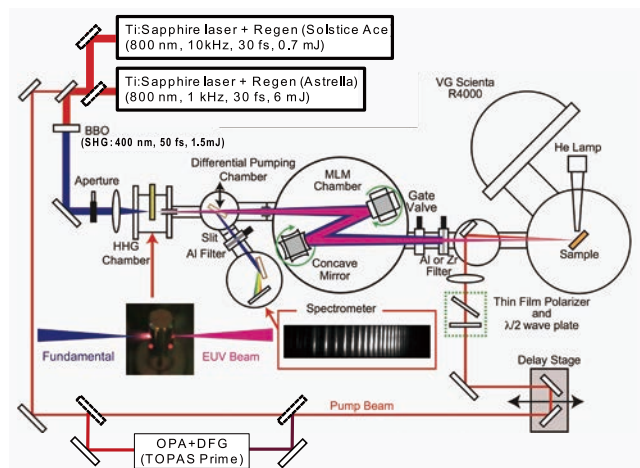 Ti:Sapphire laser + Regen (Solstice Ace)
(800 nm, 10kHz, 30 fs, 0.7 mJ)
Ti:Sapphire laser + Regen (Astrella)
(800 nm, 1 kHz, 30 fs, 6 mJ)
BBO
(SHG: 400 nm, 50 fs, 1.5mJ)
VG Scienta
R4000
He Lamp
Differential Pumping
Chamber
MLM
Chamber
Gate
Valve
Aperture
HHG
Chamber
Slit
Al Filter
Concave
Mirror
Al or Zr
Filter
Sample
Spectrometer
Thin Film Polarizer
and
λ/2 wave plate
Fundamental
EUV Beam
Delay Stage
Pump Beam
OPA+DFG
(TOPAS Prime)